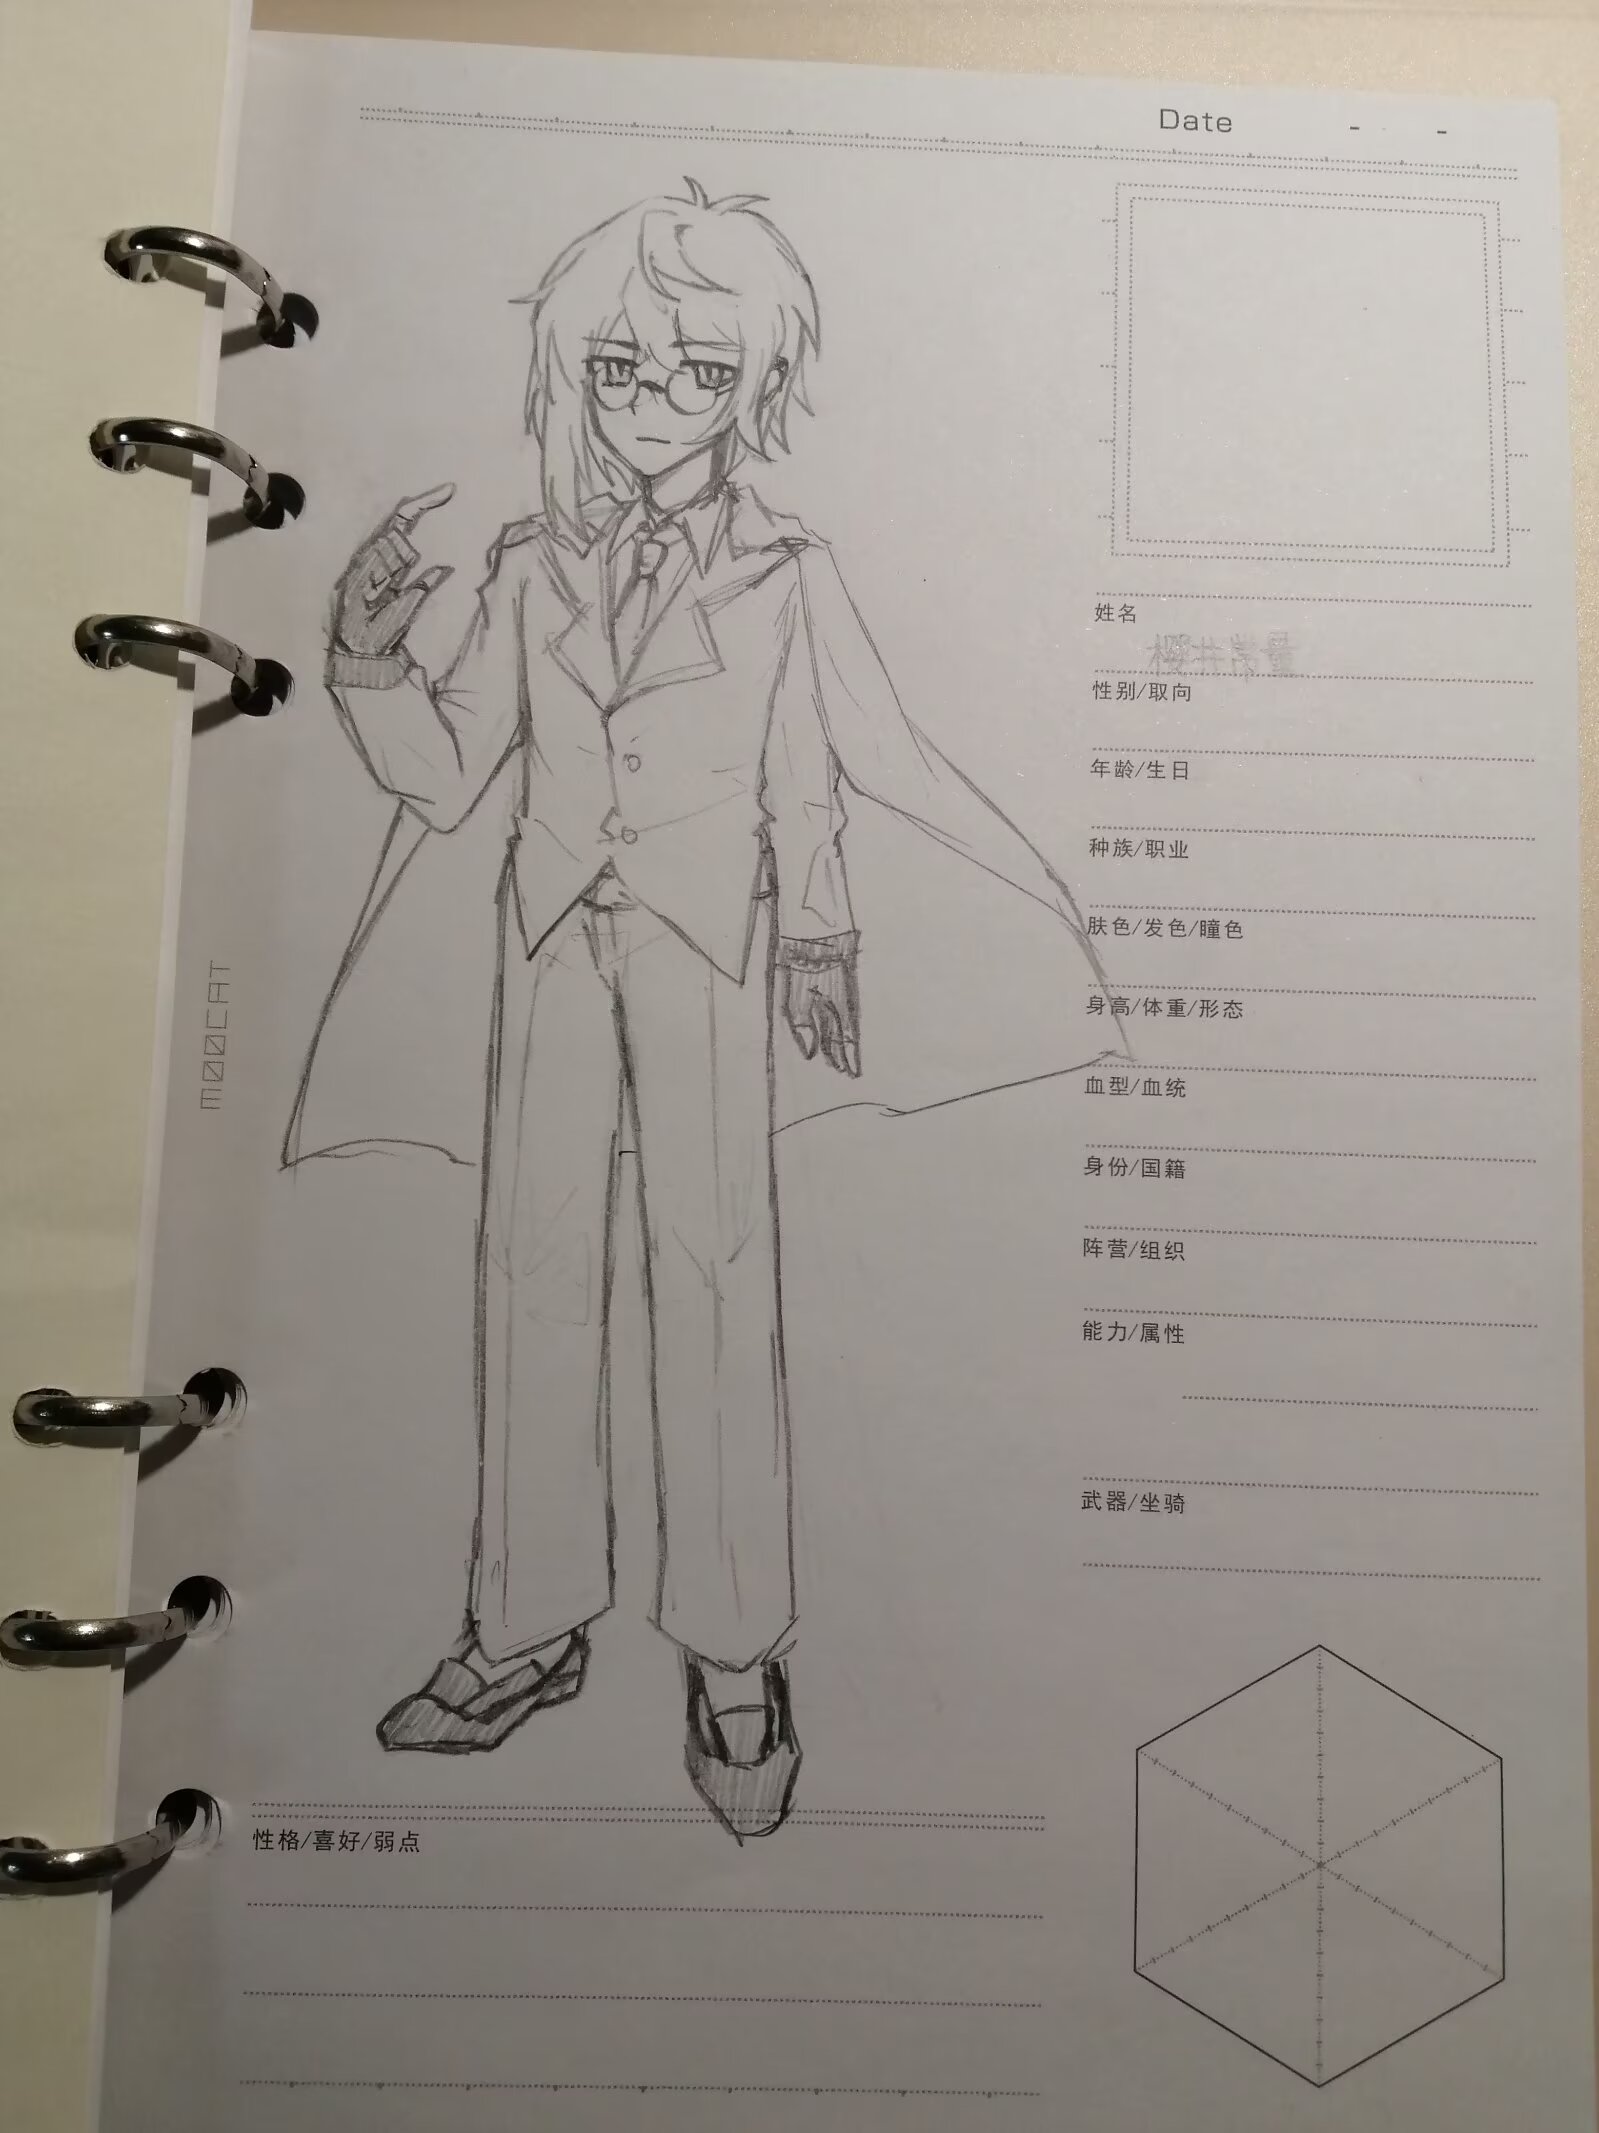 Date - -
姓名
樱井常量
性别/取向
年龄/生日
种族/职业
肤色/发色/瞳色
身高/体重/形态
血型/血统
身份/国籍
阵营/组织
能力/属性
武器/坐骑
性格/喜好/弱点
MOOCAT